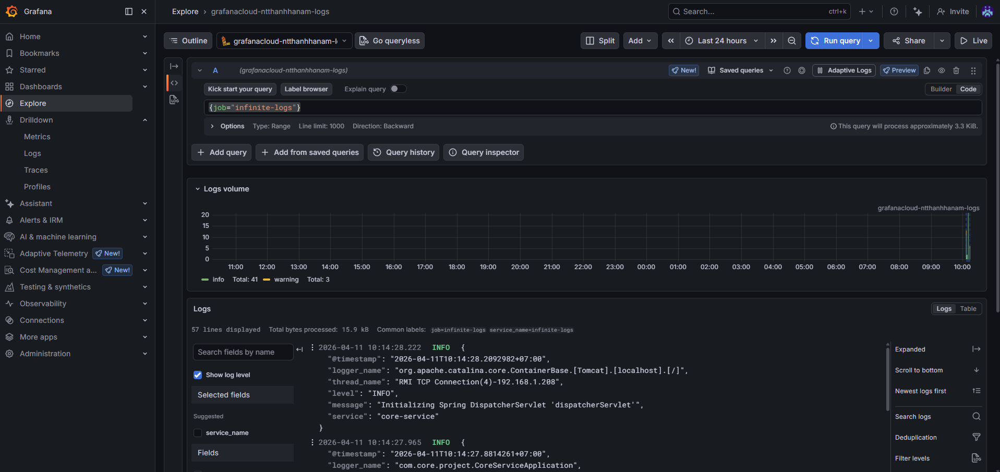 Grafana
Explore › grafanacloud-ntthanhhanam-logs
Search... ctrl+k
Invite
Home
Bookmarks
Starred
Dashboards
Explore
Drilldown
Metrics
Logs
Traces
Profiles
Assistant
Alerts & IRM
AI & machine learning
Adaptive Telemetry New!
Cost Management a... New!
Testing & synthetics
Observability
Connections
More apps
Administration
Outline grafanacloud-ntthanhhanam-l Go queryless
Split Add Last 24 hours Run query Share Live
A (grafanacloud-ntthanhhanam-logs) New! Saved queries Adaptive Logs Preview
Kick start your query Label browser Explain query Builder Code
{job="infinite-logs"}
Options Type: Range Line limit: 1000 Direction: Backward This query will process approximately 3.3 KiB.
+ Add query + Add from saved queries Query history Query inspector
Logs volume
grafanacloud-ntthanhhanam-logs
20
15
10
5
0
11:00 12:00 13:00 14:00 15:00 16:00 17:00 18:00 19:00 20:00 21:00 22:00 23:00 00:00 01:00 02:00 03:00 04:00 05:00 06:00 07:00 08:00 09:00 10:00
info Total: 41 warning Total: 3
Logs
Logs Table
57 lines displayed Total bytes processed: 15.9 kB Common labels: job=infinite-logs service_name=infinite-logs
Search fields by name
Show log level
Selected fields
Suggested
service_name
Fields
2026-04-11 10:14:28.222 INFO {
"@timestamp": "2026-04-11T10:14:28.2092982+07:00",
"logger_name": "org.apache.catalina.core.ContainerBase.[Tomcat].[localhost].[/]",
"thread_name": "RMI TCP Connection(4)-192.168.1.208",
"level": "INFO",
"message": "Initializing Spring DispatcherServlet 'dispatcherServlet'",
"service": "core-service"
}
2026-04-11 10:14:27.965 INFO {
"@timestamp": "2026-04-11T10:14:27.8814261+07:00",
"logger_name": "com.core.project.CoreServiceApplication",
Expanded
Scroll to bottom
Newest logs first
Search logs
Deduplication
Filter levels
LOG